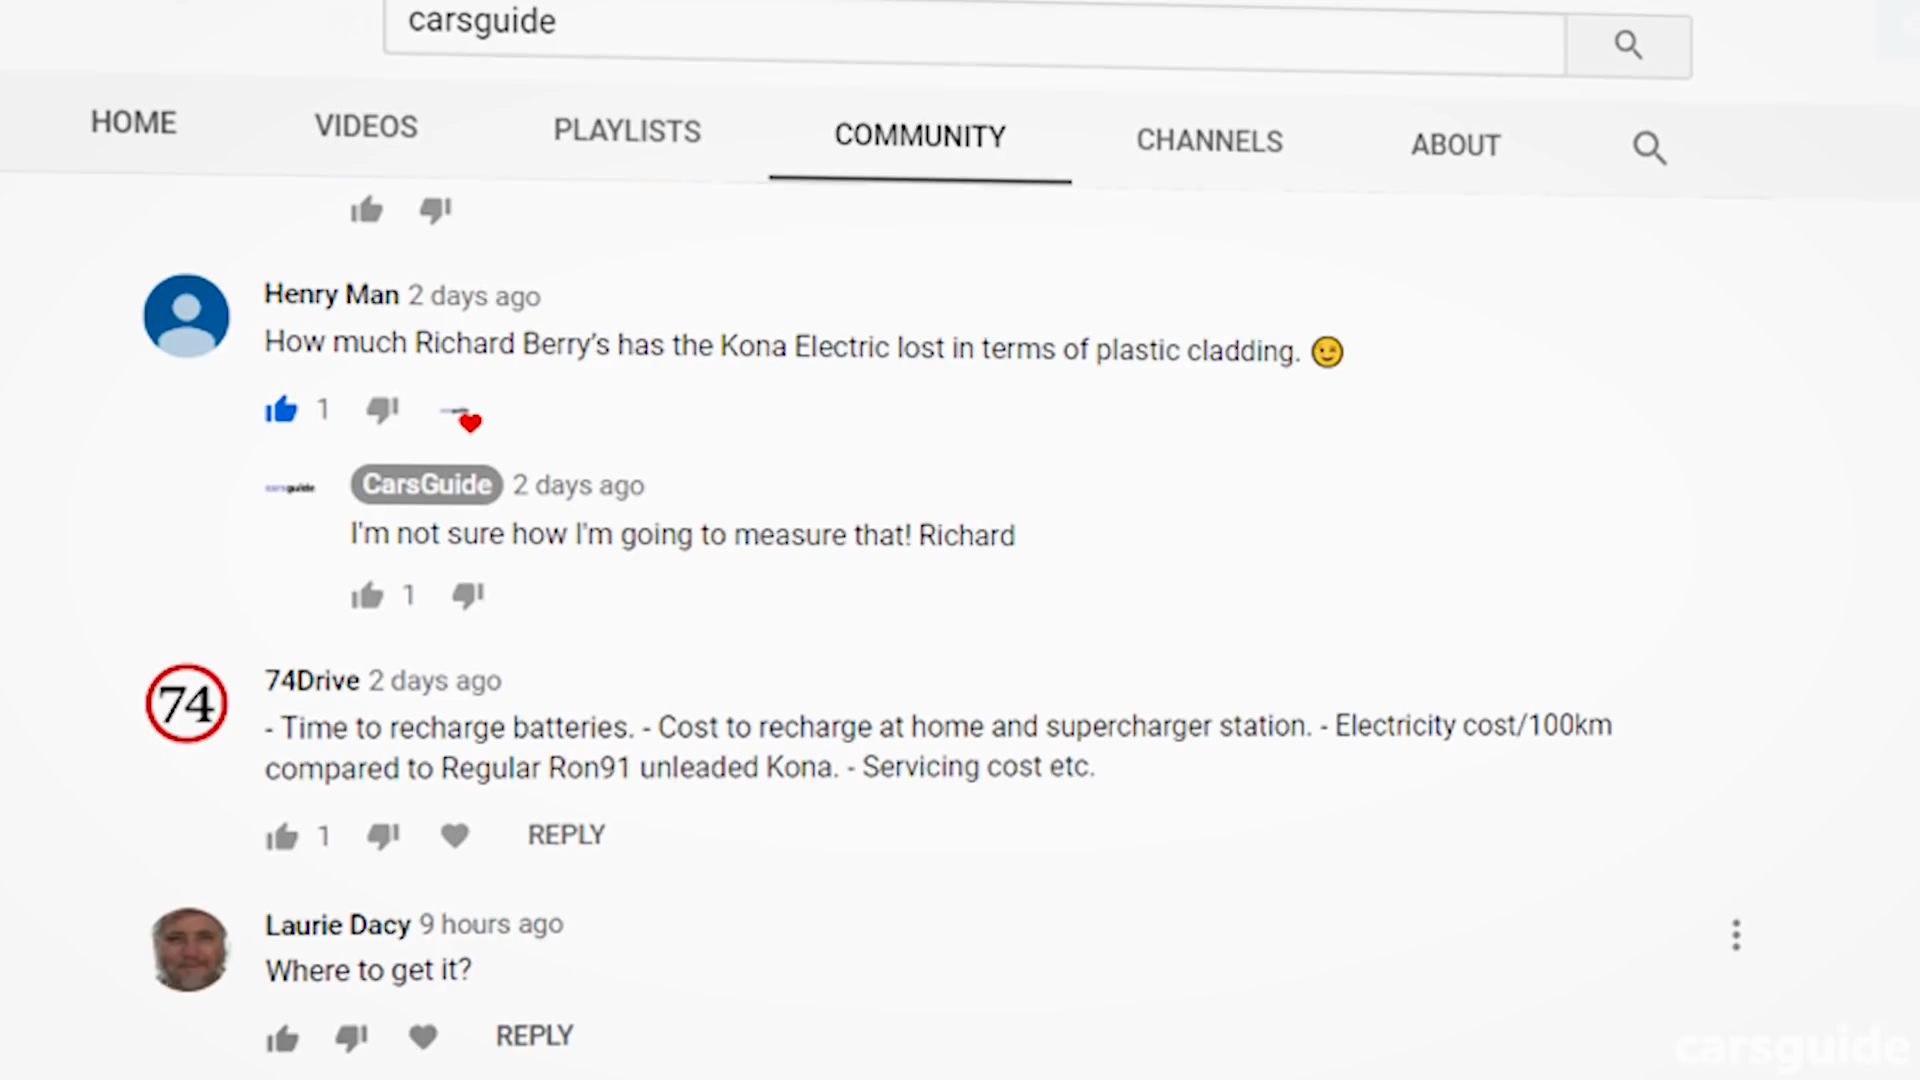 carsguide
HOME VIDEOS PLAYLISTS COMMUNITY CHANNELS ABOUT
Henry Man 2 days ago
How much Richard Berry’s has the Kona Electric lost in terms of plastic cladding. 😉
1
carsguide CarsGuide 2 days ago
I'm not sure how I'm going to measure that! Richard
1
74
74Drive 2 days ago
- Time to recharge batteries. - Cost to recharge at home and supercharger station. - Electricity cost/100km
compared to Regular Ron91 unleaded Kona. - Servicing cost etc.
1 REPLY
Laurie Dacy 9 hours ago
Where to get it?
REPLY
carsguide